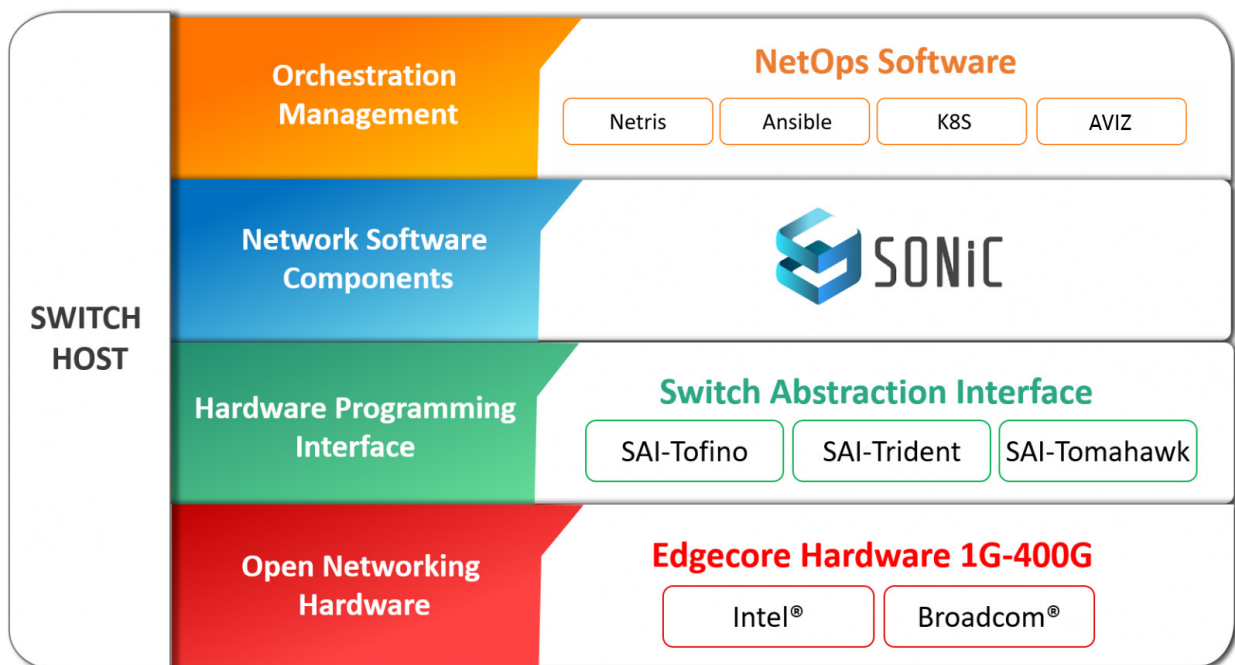 SWITCH
HOST
Orchestration
Management
NetOps Software
Netris
Ansible
K8S
AVIZ
Network Software
Components
SONiC
Hardware Programming
Interface
Switch Abstraction Interface
SAI-Tofino
SAI-Trident
SAI-Tomahawk
Open Networking
Hardware
Edgecore Hardware 1G-400G
Intel®
Broadcom®